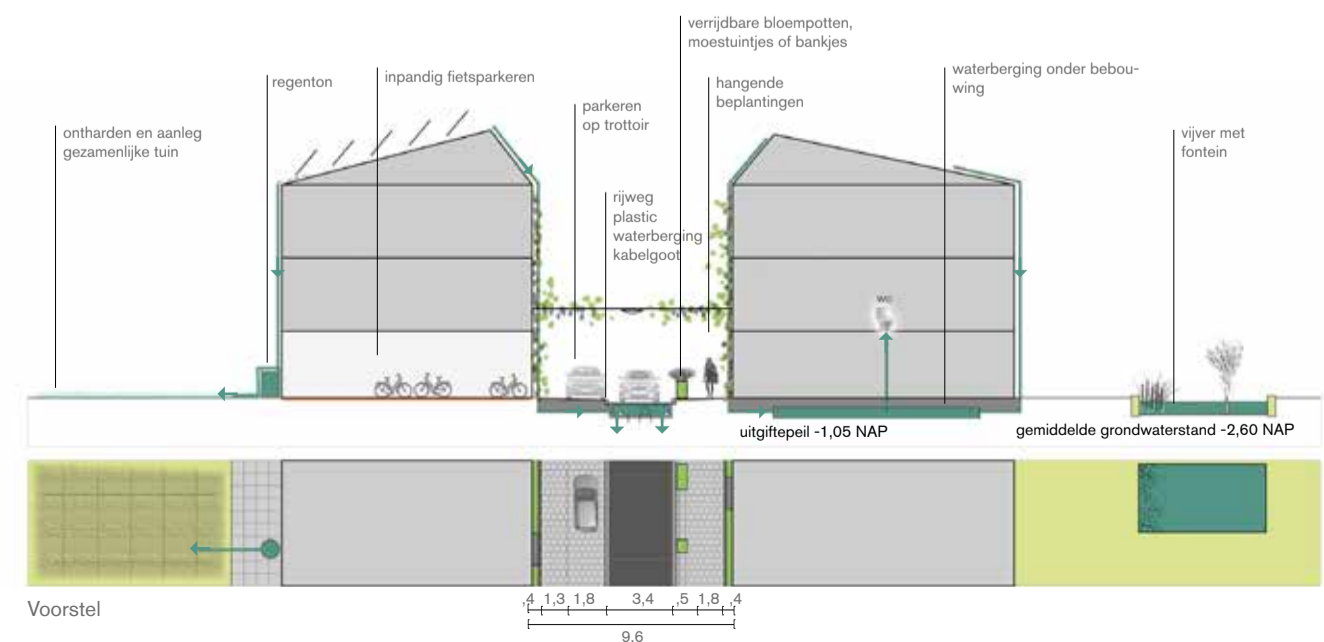 verrijdbare bloempotten,
moestuintjes of bankjes
regenton
inpandig fietsparkeren
hangende
beplantingen
waterberging onder bebou-
wing
ontharden en aanleg
gezamenlijke tuin
parkeren
op trottoir
vijver met
fontein
rijweg
plastic
waterberging
kabelgoot
wc
uitgiftepeil -1,05 NAP
gemiddelde grondwaterstand -2,60 NAP
Voorstel
,4 1,3 1,8 3,4 ,5 1,8 ,4
9.6